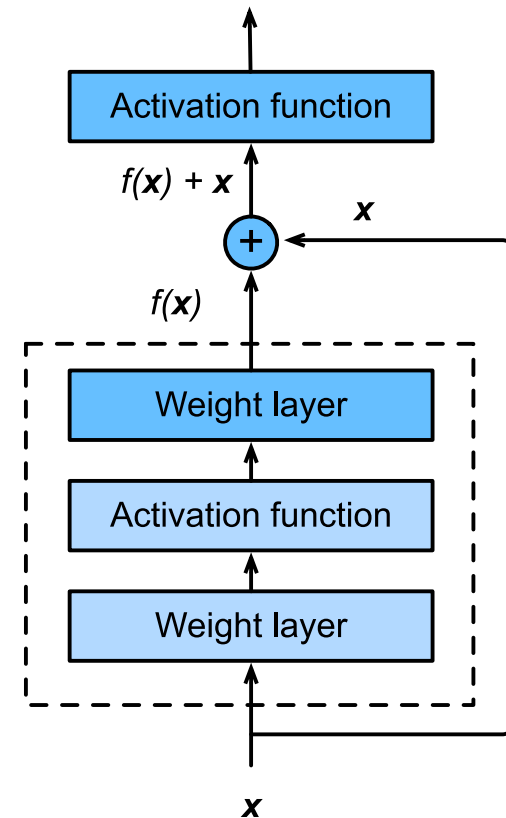 Activation function
f(x) + x
x
+
f(x)
Weight layer
Activation function
Weight layer
x